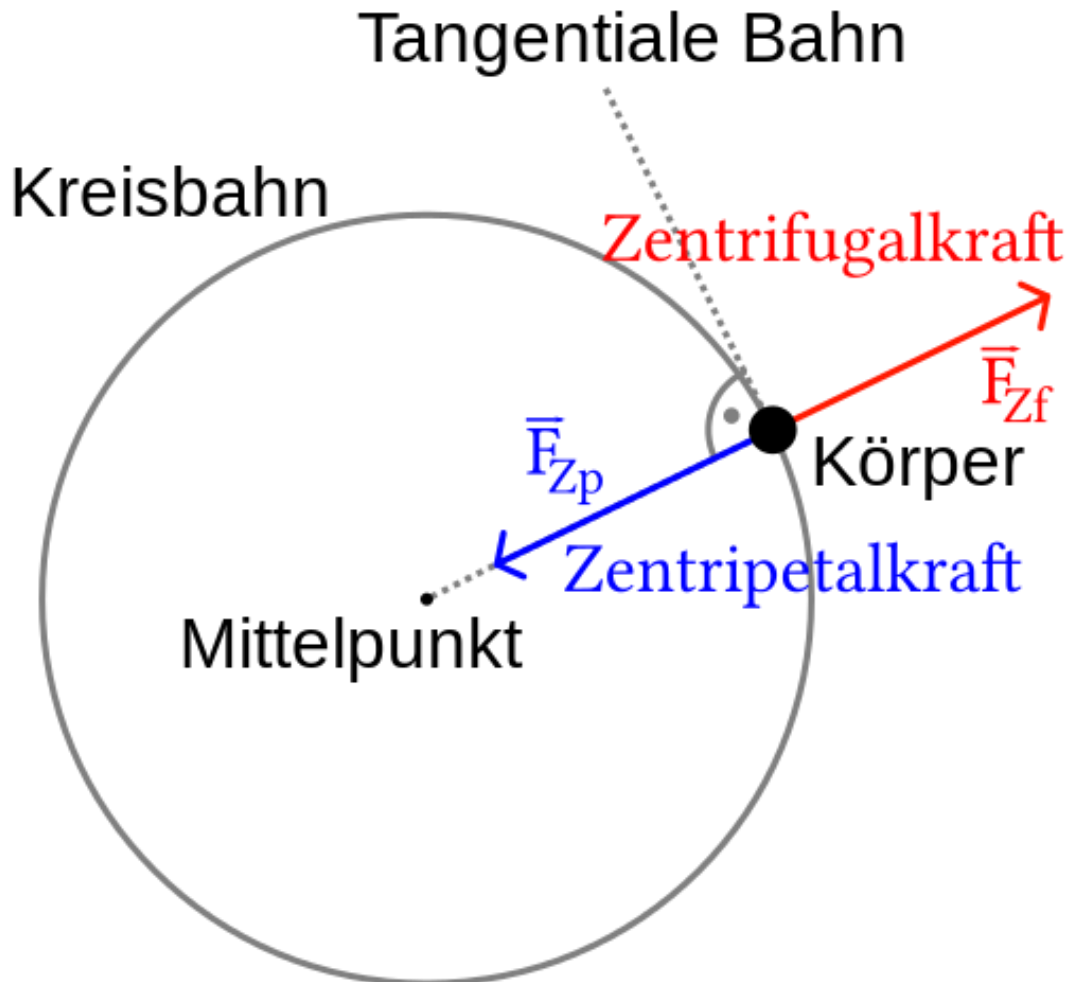 Tangentiale Bahn
Kreisbahn
Zentrifugalkraft
F⃗Zf
F⃗Zp
Körper
Zentripetalkraft
Mittelpunkt